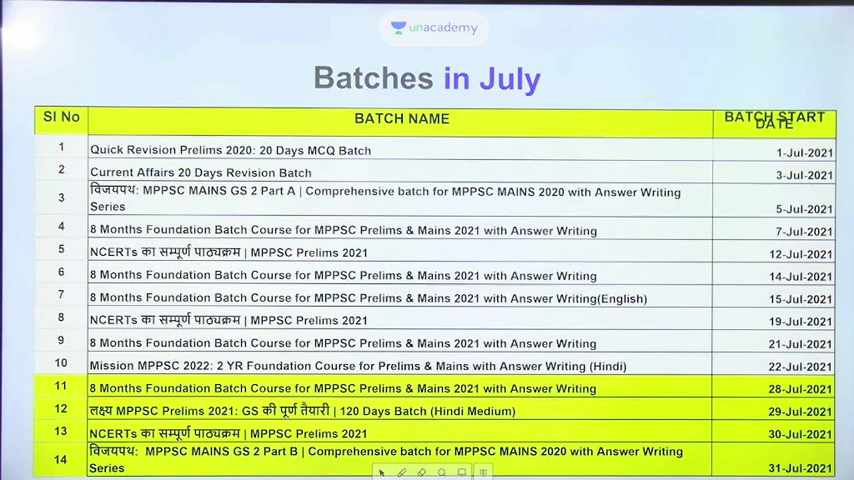 unacademy
Batches in July
SI No BATCH NAME BATCH START DATE
1 Quick Revision Prelims 2020: 20 Days MCQ Batch 1-Jul-2021
2 Current Affairs 20 Days Revision Batch 3-Jul-2021
3 विजयपथ: MPPSC MAINS GS 2 Part A | Comprehensive batch for MPPSC MAINS 2020 with Answer Writing
Series 5-Jul-2021
4 8 Months Foundation Batch Course for MPPSC Prelims & Mains 2021 with Answer Writing 7-Jul-2021
5 NCERTs का सम्पूर्ण पाठ्यक्रम | MPPSC Prelims 2021 12-Jul-2021
6 8 Months Foundation Batch Course for MPPSC Prelims & Mains 2021 with Answer Writing 14-Jul-2021
7 8 Months Foundation Batch Course for MPPSC Prelims & Mains 2021 with Answer Writing(English) 15-Jul-2021
8 NCERTs का सम्पूर्ण पाठ्यक्रम | MPPSC Prelims 2021 19-Jul-2021
9 8 Months Foundation Batch Course for MPPSC Prelims & Mains 2021 with Answer Writing 21-Jul-2021
10 Mission MPPSC 2022: 2 YR Foundation Course for Prelims & Mains with Answer Writing (Hindi) 22-Jul-2021
11 8 Months Foundation Batch Course for MPPSC Prelims & Mains 2021 with Answer Writing 28-Jul-2021
12 लक्ष्य MPPSC Prelims 2021: GS की पूर्ण तैयारी | 120 Days Batch (Hindi Medium) 29-Jul-2021
13 NCERTs का सम्पूर्ण पाठ्यक्रम | MPPSC Prelims 2021 30-Jul-2021
14 विजयपथ: MPPSC MAINS GS 2 Part B | Comprehensive batch for MPPSC MAINS 2020 with Answer Writing
Series 31-Jul-2021